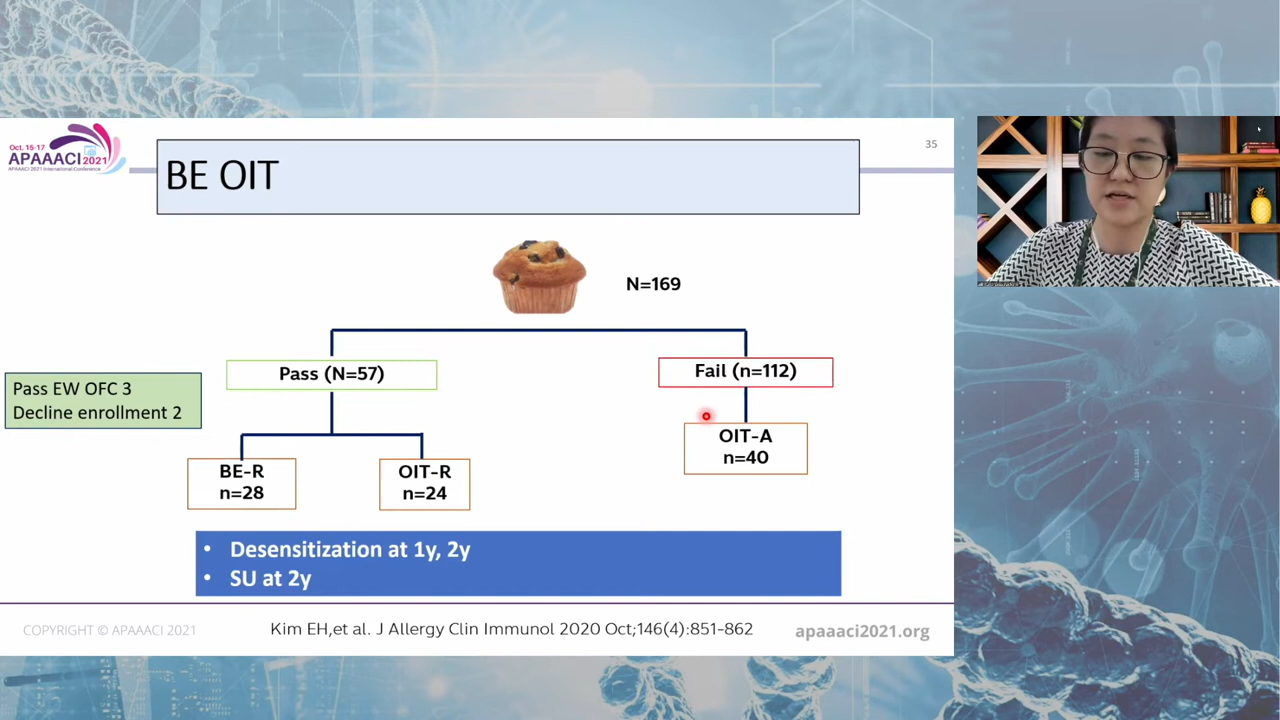 Oct. 15-17
APAAACI 2021
APAAACI 2021 International Conference
35
BE OIT
N=169
Pass (N=57)
Fail (n=112)
Pass EW OFC 3
Decline enrollment 2
OIT-A
n=40
BE-R
n=28
OIT-R
n=24
• Desensitization at 1y, 2y
• SU at 2y
COPYRIGHT © APAAACI 2021
Kim EH,et al. J Allergy Clin Immunol 2020 Oct;146(4):851-862
apaaaci2021.org